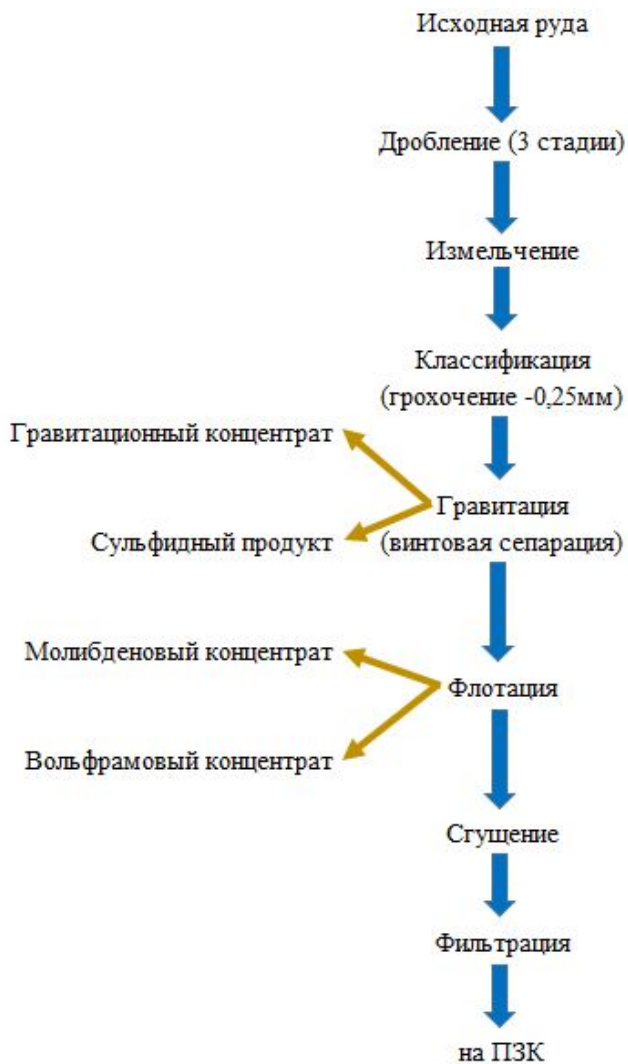 Исходная руда
Дробление (3 стадии)
Измельчение
Классификация
(грохочение -0,25мм)
Гравитационный концентрат
Гравитация
Сульфидный продукт
(винтовая сепарация)
Молибденовый концентрат
Флотация
Вольфрамовый концентрат
Сгущение
Фильтрация
на ПЗК